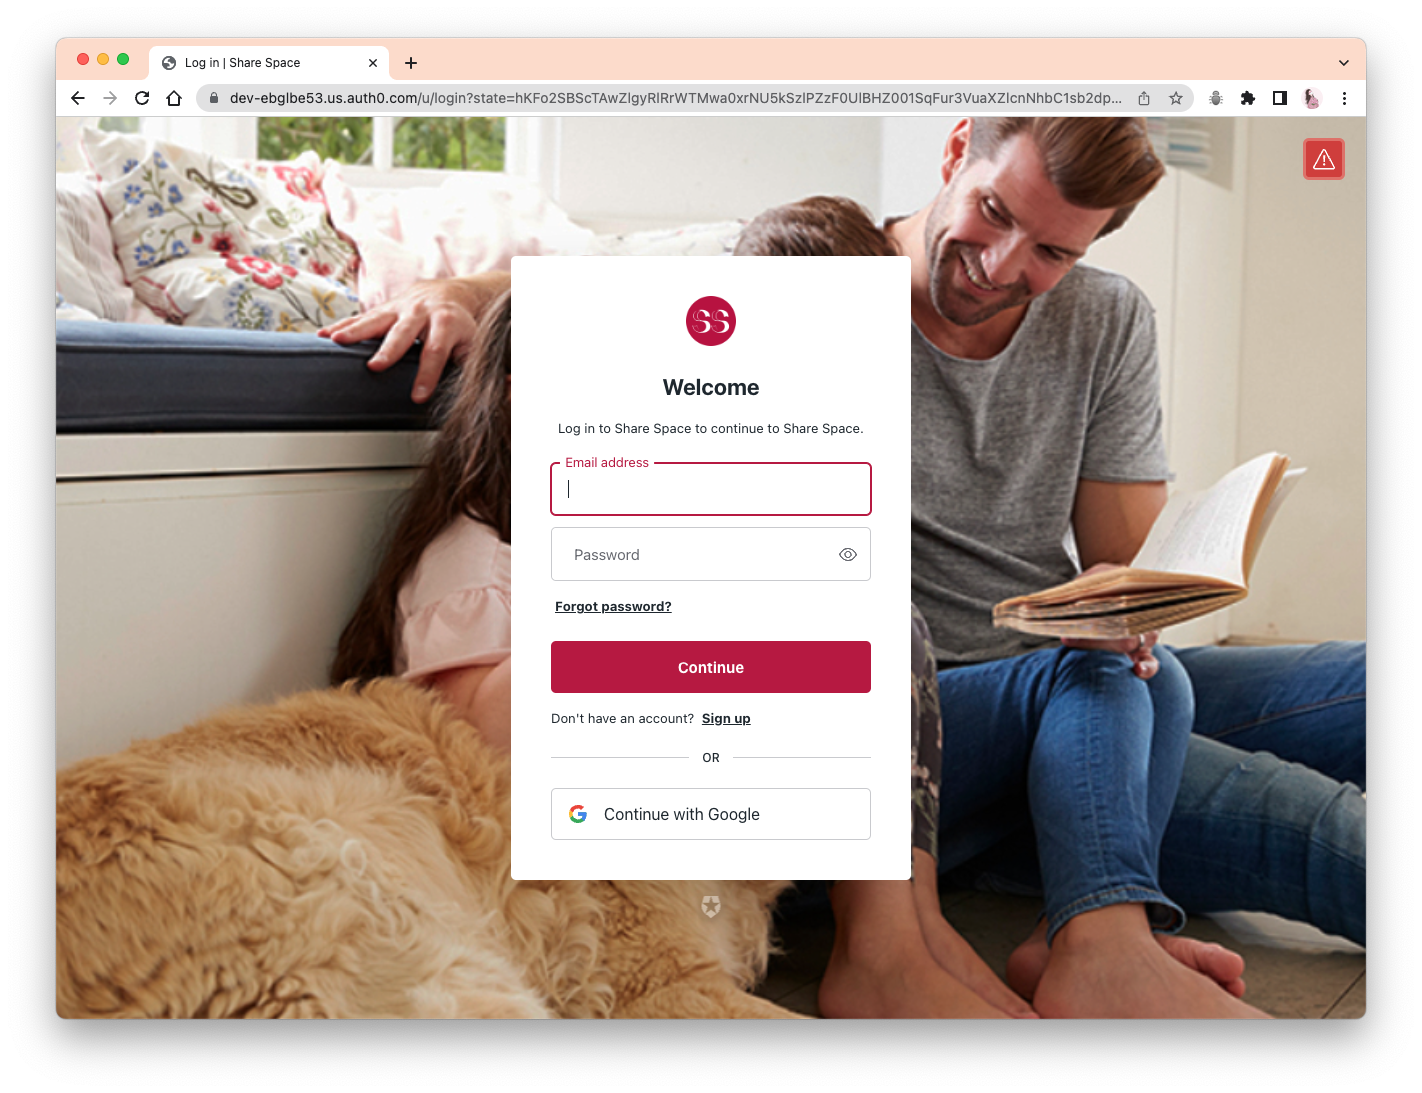 Log in | Share Space
dev-ebglbe53.us.auth0.com/u/login?state=hKFo2SBScTAwZlgyRlRrWTMwa0xrNU5kSzlPZzF0UlBHZ001SqFur3VuaXZlcnNhbC1sb2dp...
SS
Welcome
Log in to Share Space to continue to Share Space.
Email address
Password
Forgot password?
Continue
Don't have an account? Sign up
OR
Continue with Google